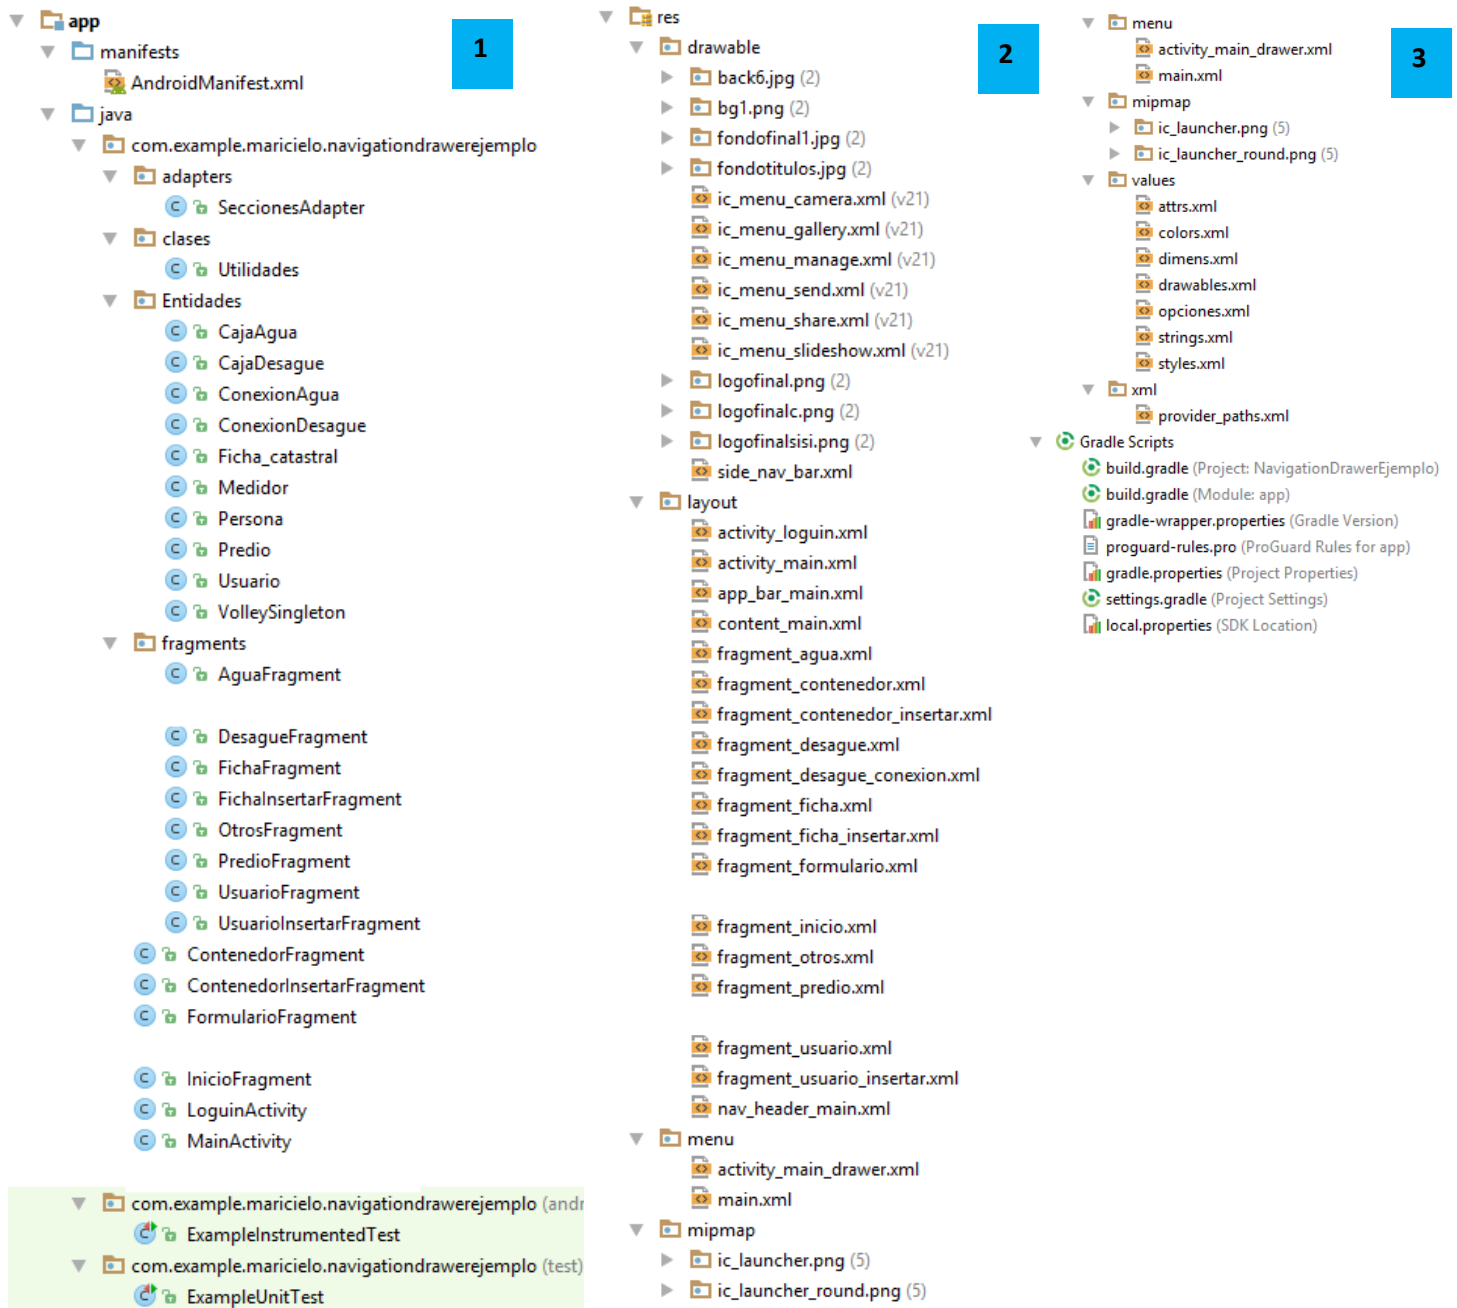 app
1
manifests
AndroidManifest.xml
java
com.example.maricielo.navigationdrawerejemplo
adapters
SeccionesAdapter
clases
Utilidades
Entidades
CajaAgua
CajaDesague
ConexionAgua
ConexionDesague
Ficha_catastral
Medidor
Persona
Predio
Usuario
VolleySingleton
fragments
AguaFragment
DesagueFragment
FichaFragment
FichaInsertarFragment
OtrosFragment
PredioFragment
UsuarioFragment
UsuarioInsertarFragment
ContenedorFragment
ContenedorInsertarFragment
FormularioFragment
InicioFragment
LoguinActivity
MainActivity
com.example.maricielo.navigationdrawerejemplo (andr
ExampleInstrumentedTest
com.example.maricielo.navigationdrawerejemplo (test)
ExampleUnitTest
res
2
drawable
back6.jpg (2)
bg1.png (2)
fondofinal1.jpg (2)
fondotitulos.jpg (2)
ic_menu_camera.xml (v21)
ic_menu_gallery.xml (v21)
ic_menu_manage.xml (v21)
ic_menu_send.xml (v21)
ic_menu_share.xml (v21)
ic_menu_slideshow.xml (v21)
logofinal.png (2)
logofinalc.png (2)
logofinalsisi.png (2)
side_nav_bar.xml
layout
activity_loguin.xml
activity_main.xml
app_bar_main.xml
content_main.xml
fragment_agua.xml
fragment_contenedor.xml
fragment_contenedor_insertar.xml
fragment_desague.xml
fragment_desague_conexion.xml
fragment_ficha.xml
fragment_ficha_insertar.xml
fragment_formulario.xml
fragment_inicio.xml
fragment_otros.xml
fragment_predio.xml
fragment_usuario.xml
fragment_usuario_insertar.xml
nav_header_main.xml
menu
activity_main_drawer.xml
main.xml
mipmap
ic_launcher.png (5)
ic_launcher_round.png (5)
menu
3
activity_main_drawer.xml
main.xml
mipmap
ic_launcher.png (5)
ic_launcher_round.png (5)
values
attrs.xml
colors.xml
dimens.xml
drawables.xml
opciones.xml
strings.xml
styles.xml
xml
provider_paths.xml
Gradle Scripts
build.gradle (Project: NavigationDrawerEjemplo)
build.gradle (Module: app)
gradle-wrapper.properties (Gradle Version)
proguard-rules.pro (ProGuard Rules for app)
gradle.properties (Project Properties)
settings.gradle (Project Settings)
local.properties (SDK Location)